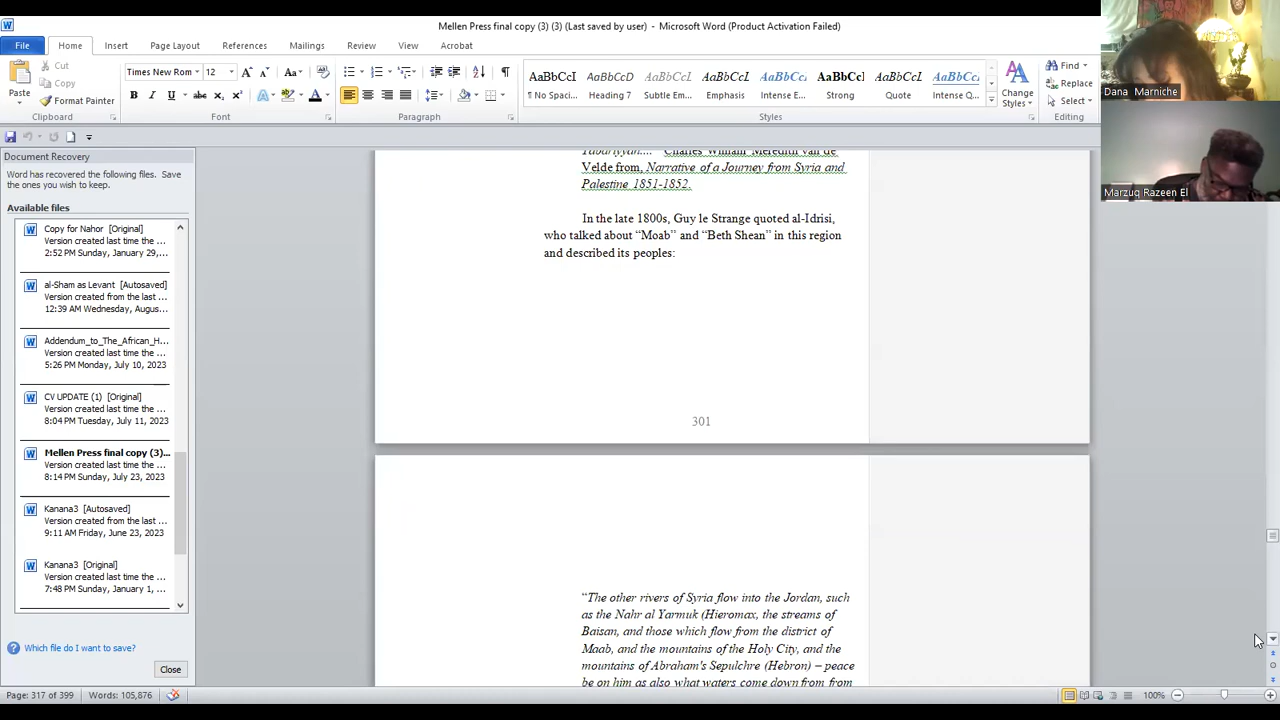 Mellen Press final copy (3) (3) (Last saved by user) - Microsoft Word (Product Activation Failed)
File Home Insert Page Layout References Mailings Review View Acrobat
Cut
Copy
Format Painter
Paste
Clipboard
Times New Rom 12
Font
Paragraph
AaBbCcI AaBbCcD AaBbCcI AaBbCcI AaBbCcI AaBbCcI AaBbCcI AaBbCcI
¶ No Spaci... Heading 7 Subtle Em... Emphasis Intense E... Strong Quote Intense Q...
Change
Styles
Styles
Find
Replace
Select
Editing
Dana Marniche
Marzuq Razeen El
Document Recovery
Word has recovered the following files. Save
the ones you wish to keep.
Available files
Copy for Nahor [Original]
Version created last time the ...
2:52 PM Sunday, January 29,...
al-Sham as Levant [Autosaved]
Version created from the last ...
12:39 AM Wednesday, Augus...
Addendum_to_The_African_H...
Version created last time the ...
5:26 PM Monday, July 10, 2023
CV UPDATE (1) [Original]
Version created last time the ...
8:04 PM Tuesday, July 11, 2023
Mellen Press final copy (3)...
Version created last time the ...
8:14 PM Sunday, July 23, 2023
Kanana3 [Autosaved]
Version created from the last ...
9:11 AM Friday, June 23, 2023
Kanana3 [Original]
Version created last time the ...
7:48 PM Sunday, January 1, ...
Which file do I want to save?
Close
Tabariyyah...." Charles William Meredith van de
Velde from, Narrative of a Journey from Syria and
Palestine 1851-1852.
In the late 1800s, Guy le Strange quoted al-Idrisi,
who talked about “Moab” and “Beth Shean” in this region
and described its peoples:
301
“The other rivers of Syria flow into the Jordan, such
as the Nahr al Yarmuk (Hieromax, the streams of
Baisan, and those which flow from the district of
Maab, and the mountains of the Holy City, and the
mountains of Abraham's Sepulchre (Hebron) – peace
be on him as also what waters come down from from
Page: 317 of 399 Words: 105,876
100%